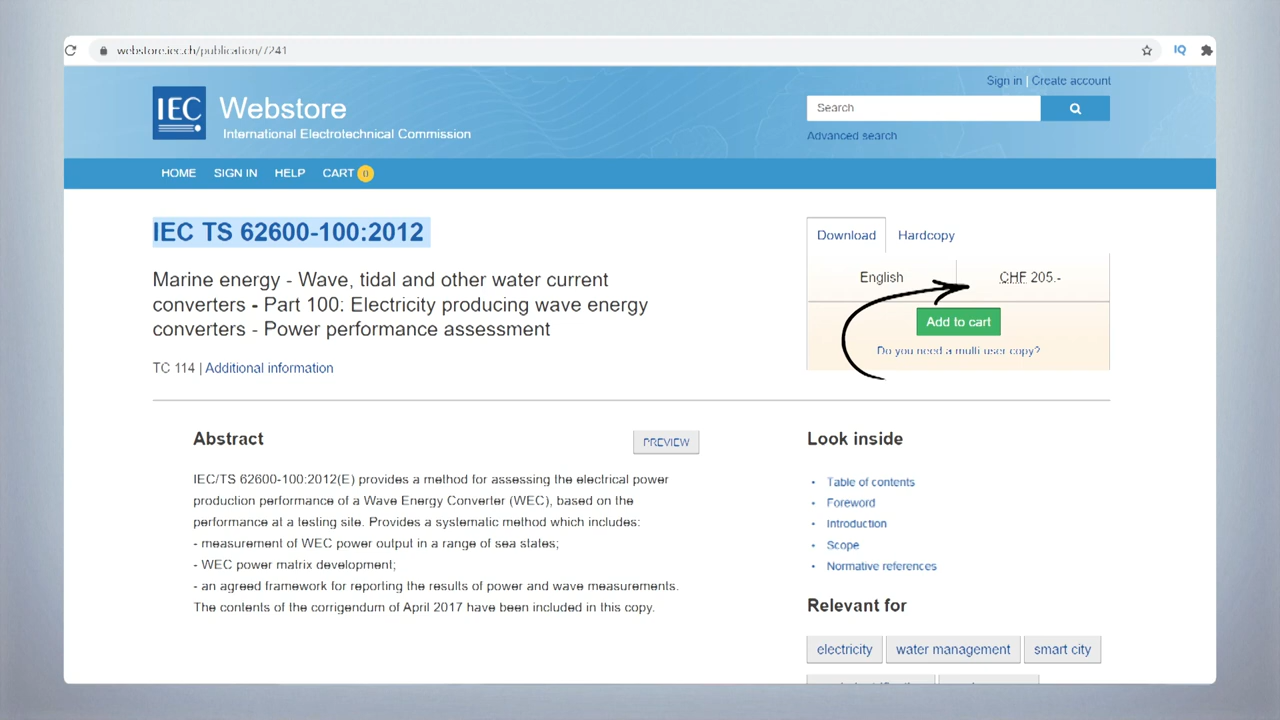 webstore.iec.ch/publication/7241
IQ
Sign in | Create account
IEC
Webstore
International Electrotechnical Commission
Search
Advanced search
HOME SIGN IN HELP CART 0
IEC TS 62600-100:2012
Marine energy - Wave, tidal and other water current
converters - Part 100: Electricity producing wave energy
converters - Power performance assessment
TC 114 | Additional information
Download Hardcopy
English CHF 205.-
Add to cart
Do you need a multi user copy?
Abstract
PREVIEW
IEC/TS 62600-100:2012(E) provides a method for assessing the electrical power
production performance of a Wave Energy Converter (WEC), based on the
performance at a testing site. Provides a systematic method which includes:
- measurement of WEC power output in a range of sea states;
- WEC power matrix development;
- an agreed framework for reporting the results of power and wave measurements.
The contents of the corrigendum of April 2017 have been included in this copy.
Look inside
• Table of contents
• Foreword
• Introduction
• Scope
• Normative references
Relevant for
electricity water management smart city